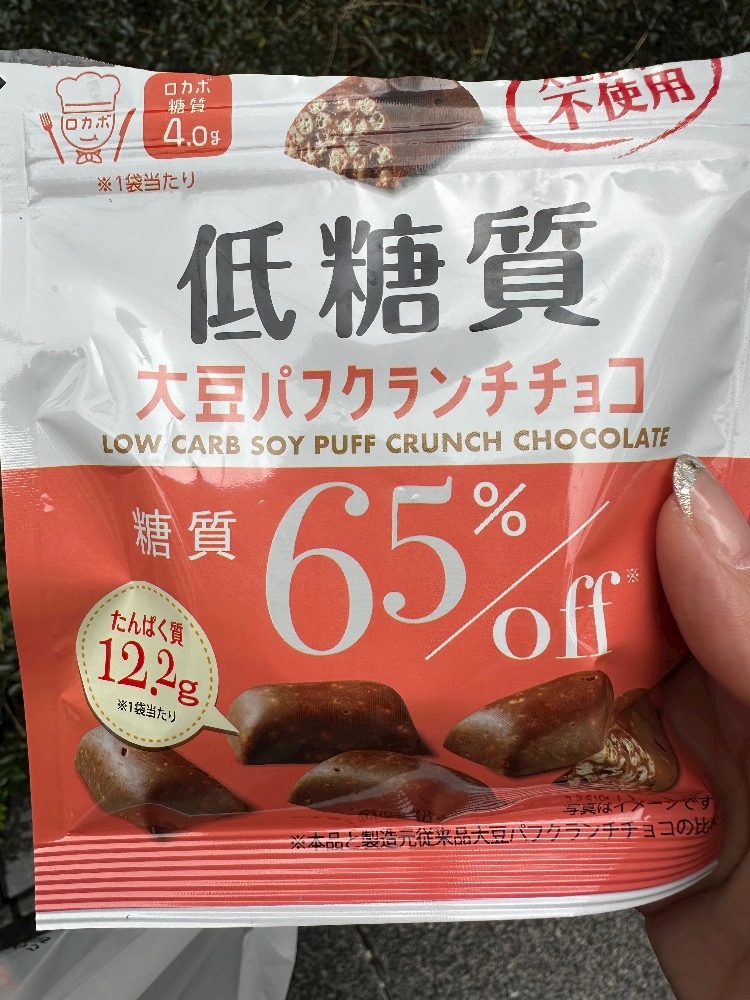 ロカボ
ロカボ
糖質
4.0g
※1袋当たり
不使用
低糖質
大豆パフクランチチョコ
LOW CARB SOY PUFF CRUNCH CHOCOLATE
糖質
65%
off※
たんぱく質
12.2g
※1袋当たり
写真はイメージです
※本品と製造元従来品大豆パフクランチチョコの比